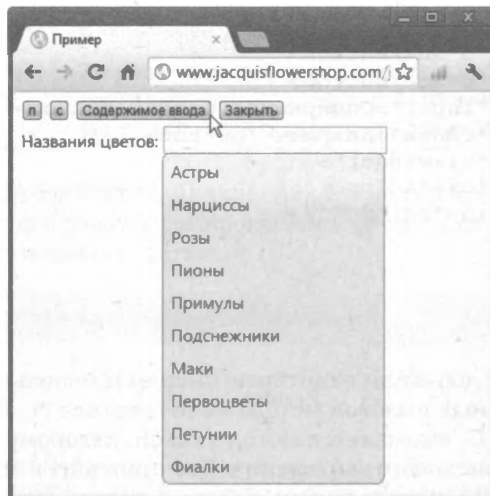 Пример
www.jacquisflowershop.com/j
п с Содержимое ввода Закрыть
Названия цветов:
Астры
Нарциссы
Розы
Пионы
Примулы
Подснежники
Маки
Первоцветы
Петунии
Фиалки